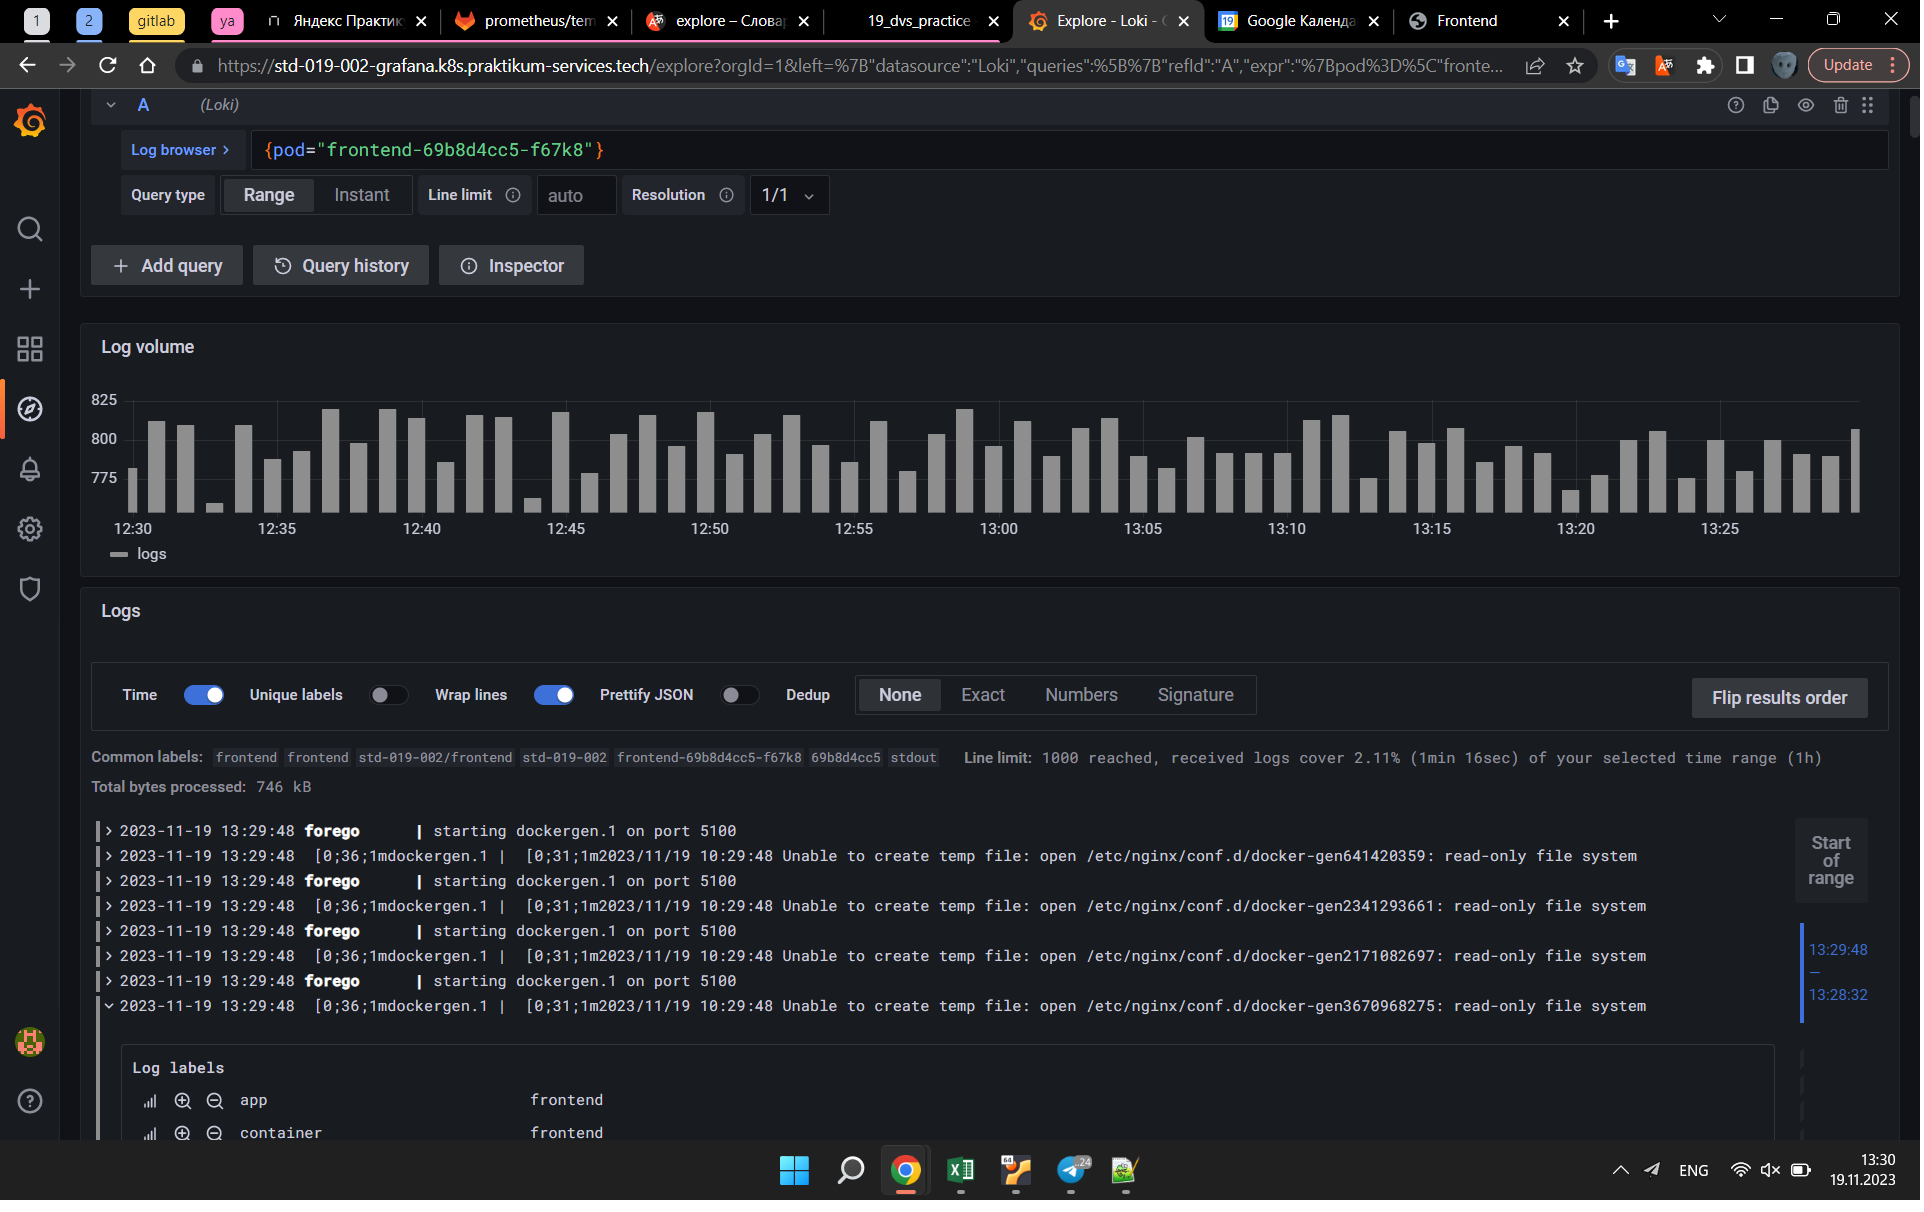 1
2
gitlab
ya
Яндекс Практик
prometheus/tem
explore – Словар
19_dvs_practice
Explore - Loki -
Google Календа
Frontend
https://std-019-002-grafana.k8s.praktikum-services.tech/explore?orgId=1&left=%7B"datasource":"Loki","queries":%5B%7B"refId":"A","expr":"%7Bpod%3D%5C"fronte...
Update
A (Loki)
Log browser > {pod="frontend-69b8d4cc5-f67k8"}
Query type Range Instant Line limit auto Resolution 1/1
+ Add query Query history Inspector
Log volume
825
800
775
12:30 12:35 12:40 12:45 12:50 12:55 13:00 13:05 13:10 13:15 13:20 13:25
logs
Logs
Time Unique labels Wrap lines Prettify JSON Dedup None Exact Numbers Signature Flip results order
Common labels: frontend frontend std-019-002/frontend std-019-002 frontend-69b8d4cc5-f67k8 69b8d4cc5 stdout Line limit: 1000 reached, received logs cover 2.11% (1min 16sec) of your selected time range (1h)
Total bytes processed: 746 kB
2023-11-19 13:29:48 forego | starting dockergen.1 on port 5100
2023-11-19 13:29:48 [0;36;1mdockergen.1 | [0;31;1m2023/11/19 10:29:48 Unable to create temp file: open /etc/nginx/conf.d/docker-gen641420359: read-only file system
2023-11-19 13:29:48 forego | starting dockergen.1 on port 5100
2023-11-19 13:29:48 [0;36;1mdockergen.1 | [0;31;1m2023/11/19 10:29:48 Unable to create temp file: open /etc/nginx/conf.d/docker-gen2341293661: read-only file system
2023-11-19 13:29:48 forego | starting dockergen.1 on port 5100
2023-11-19 13:29:48 [0;36;1mdockergen.1 | [0;31;1m2023/11/19 10:29:48 Unable to create temp file: open /etc/nginx/conf.d/docker-gen2171082697: read-only file system
2023-11-19 13:29:48 forego | starting dockergen.1 on port 5100
2023-11-19 13:29:48 [0;36;1mdockergen.1 | [0;31;1m2023/11/19 10:29:48 Unable to create temp file: open /etc/nginx/conf.d/docker-gen3670968275: read-only file system
Start
of
range
13:29:48
—
13:28:32
Log labels
app frontend
container frontend
64
24
ENG
13:30
19.11.2023